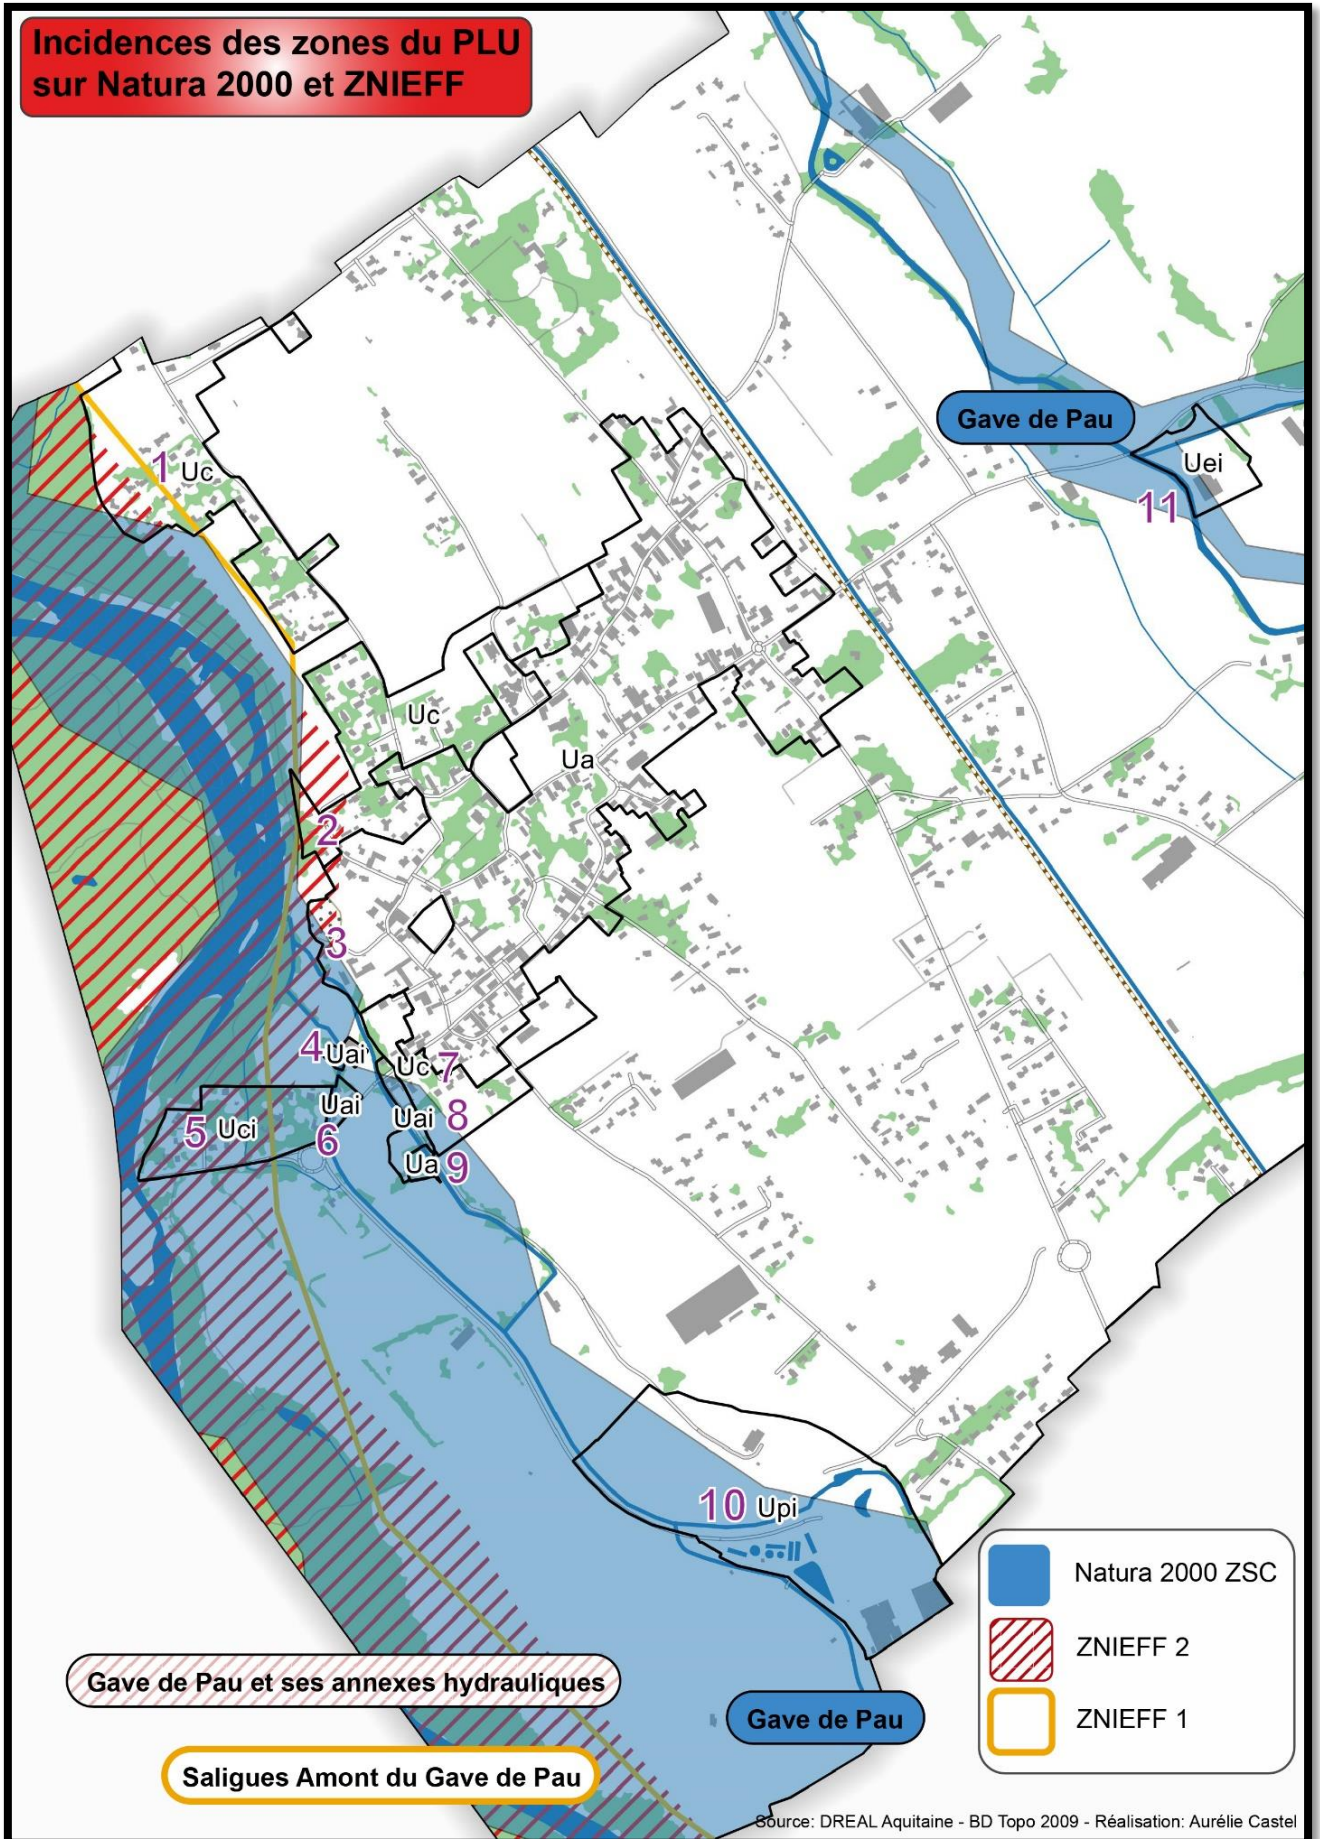 Incidences des zones du PLU
sur Natura 2000 et ZNIEFF
Gave de Pau
Uei
11
1 Uc
Uc
Ua
2
3
4 Uai
Uc 7
Uai
Uai 8
5 Uci
6
Ua 9
10 Upi
Natura 2000 ZSC
ZNIEFF 2
ZNIEFF 1
Gave de Pau et ses annexes hydrauliques
Gave de Pau
Saligues Amont du Gave de Pau
Source: DREAL Aquitaine - BD Topo 2009 - Réalisation: Aurélie Castel